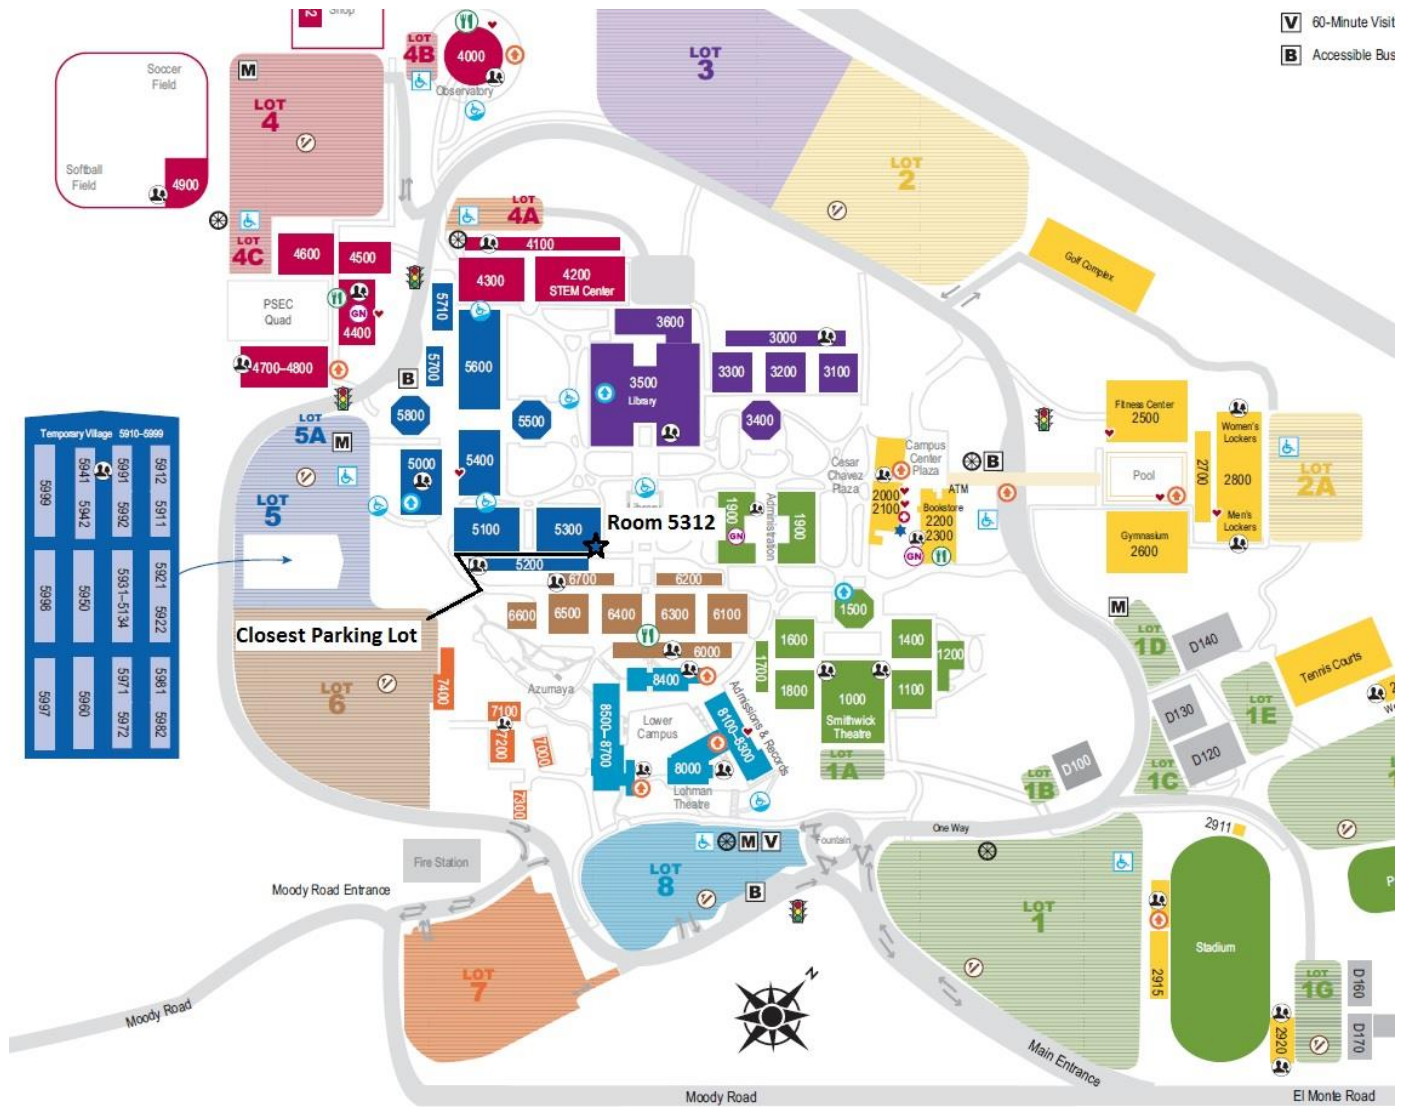 Shop
V 60-Minute Visit
B Accessible Bus
Soccer
Field
M
LOT
4
LOT
4B
4000
Observatory
LOT
3
LOT
2
Softball
Field
4900
LOT
4C
4600
4500
LOT
4A
4100
4300
4200
STEM Center
Golf Complex
PSEC
Quad
GN
4400
4700–4800
5710
5700
5600
B
5800
5500
3600
3500
Library
3000
3300
3200
3100
3400
Fitness Center
2500
Women's
Lockers
2700
2800
Pool
Men's
Lockers
Gymnasium
2600
LOT
2A
LOT
5A
M
LOT
5
5000
5400
Temporary Village 5910–5999
5999
5941
5942
5991
5992
5912
5911
5998
5950
5931–5134
5921
5922
5997
5960
5971
5972
5981
5982
5100
5300
Room 5312
5200
1900
GN
Administration
1900
Cesar
Chavez
Plaza
Campus
Center
Plaza
B
ATM
2000
2100
Bookstore
2200
2300
GN
6700
6200
6600
6500
6400
6300
6100
6000
Closest Parking Lot
LOT
6
7400
Azumaya
7100
7200
7000
7300
8400
8500–8700
Lower
Campus
8100–8300
Admissions & Records
8000
Lohman
Theatre
1500
1600
1400
1700
1800
1000
Smithwick
Theatre
1100
1200
LOT
1A
M
LOT
1D
D140
Tennis Courts
D130
LOT
1E
D120
LOT
1C
LOT
1B
D100
One Way
Fountain
2911
M V
LOT
8
B
Fire Station
Moody Road Entrance
LOT
7
LOT
1
2915
Stadium
LOT
1G
D160
D170
2920
N
Moody Road
Main Entrance
Moody Road
El Monte Road